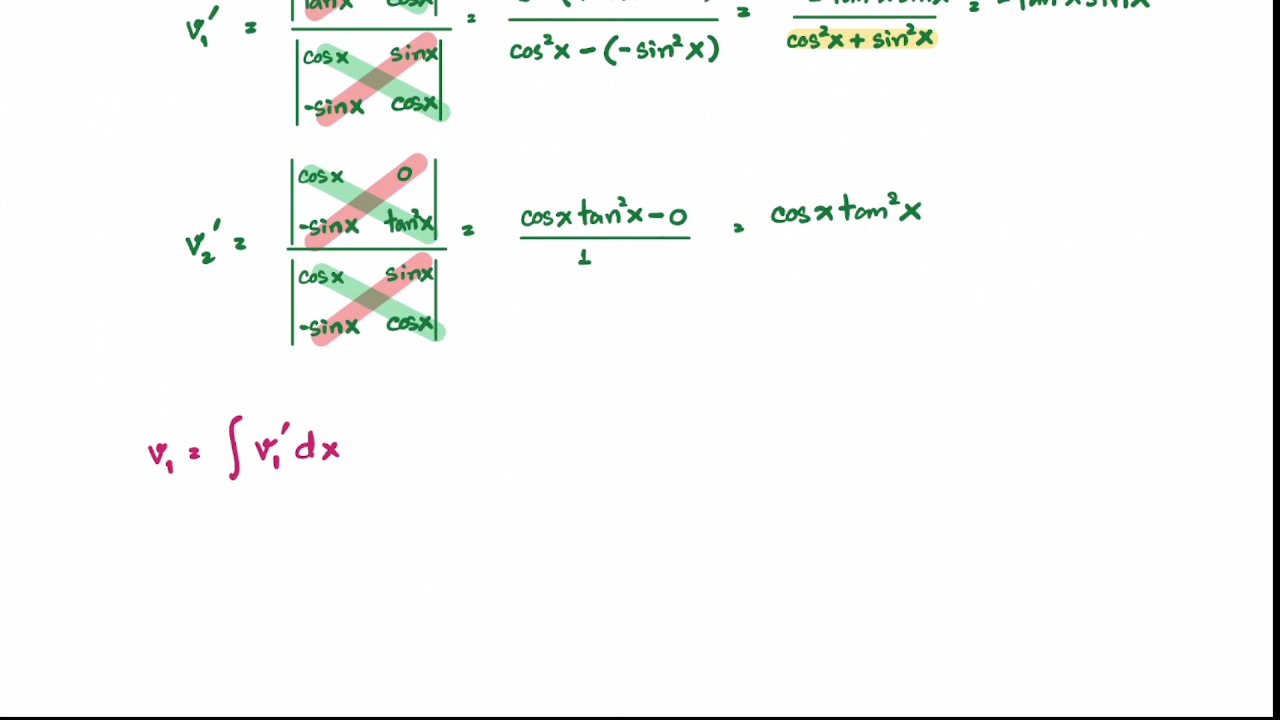 v₁' = |tan²x cosx| / |cosx sinx; -sinx cosx| = / cos²x - (-sin²x) = / cos²x + sin²x =
v₂' = |cosx 0; -sinx tan²x| / |cosx sinx; -sinx cosx| = cosx tan²x - 0 / 1 = cosx tan²x
v₁ = ∫ v₁' dx